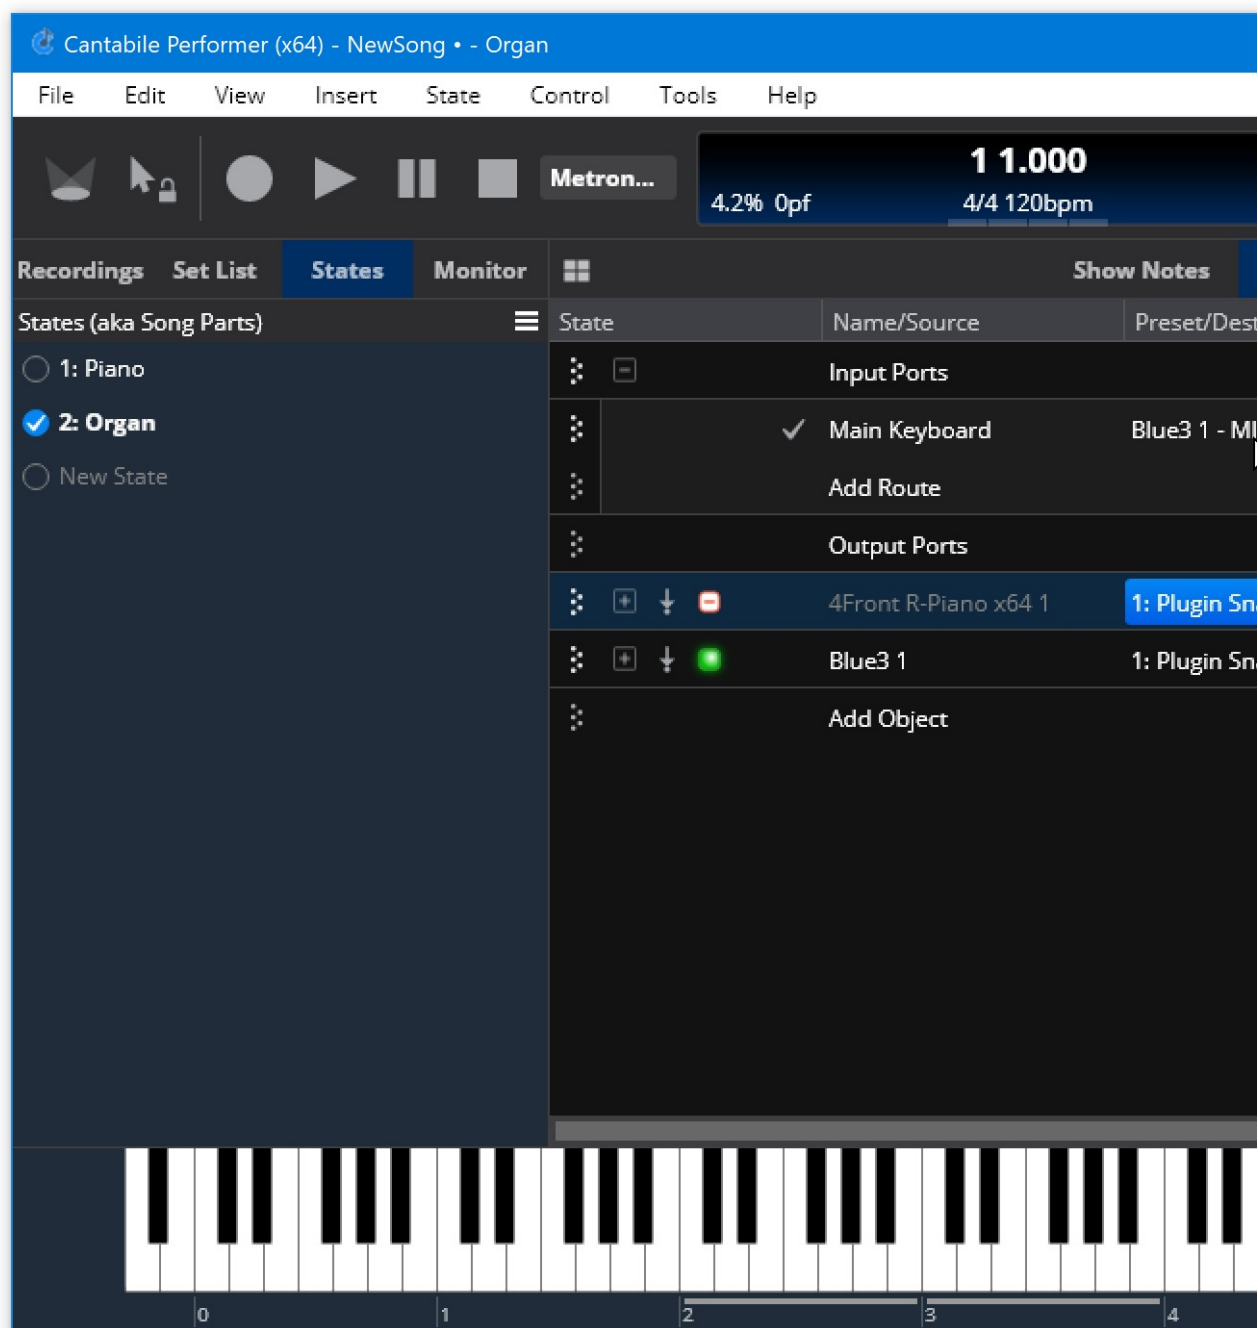 Cantabile Performer (x64) - NewSong • - Organ
File Edit View Insert State Control Tools Help
Metron...
1 1.000
4.2% 0pf 4/4 120bpm
Recordings Set List States Monitor Show Notes
States (aka Song Parts) State Name/Source Preset/Dest
1: Piano
Input Ports
2: Organ
Main Keyboard Blue3 1 - MI
New State
Add Route
Output Ports
4Front R-Piano x64 1 1: Plugin Sna
Blue3 1 1: Plugin Sna
Add Object
0 1 2 3 4